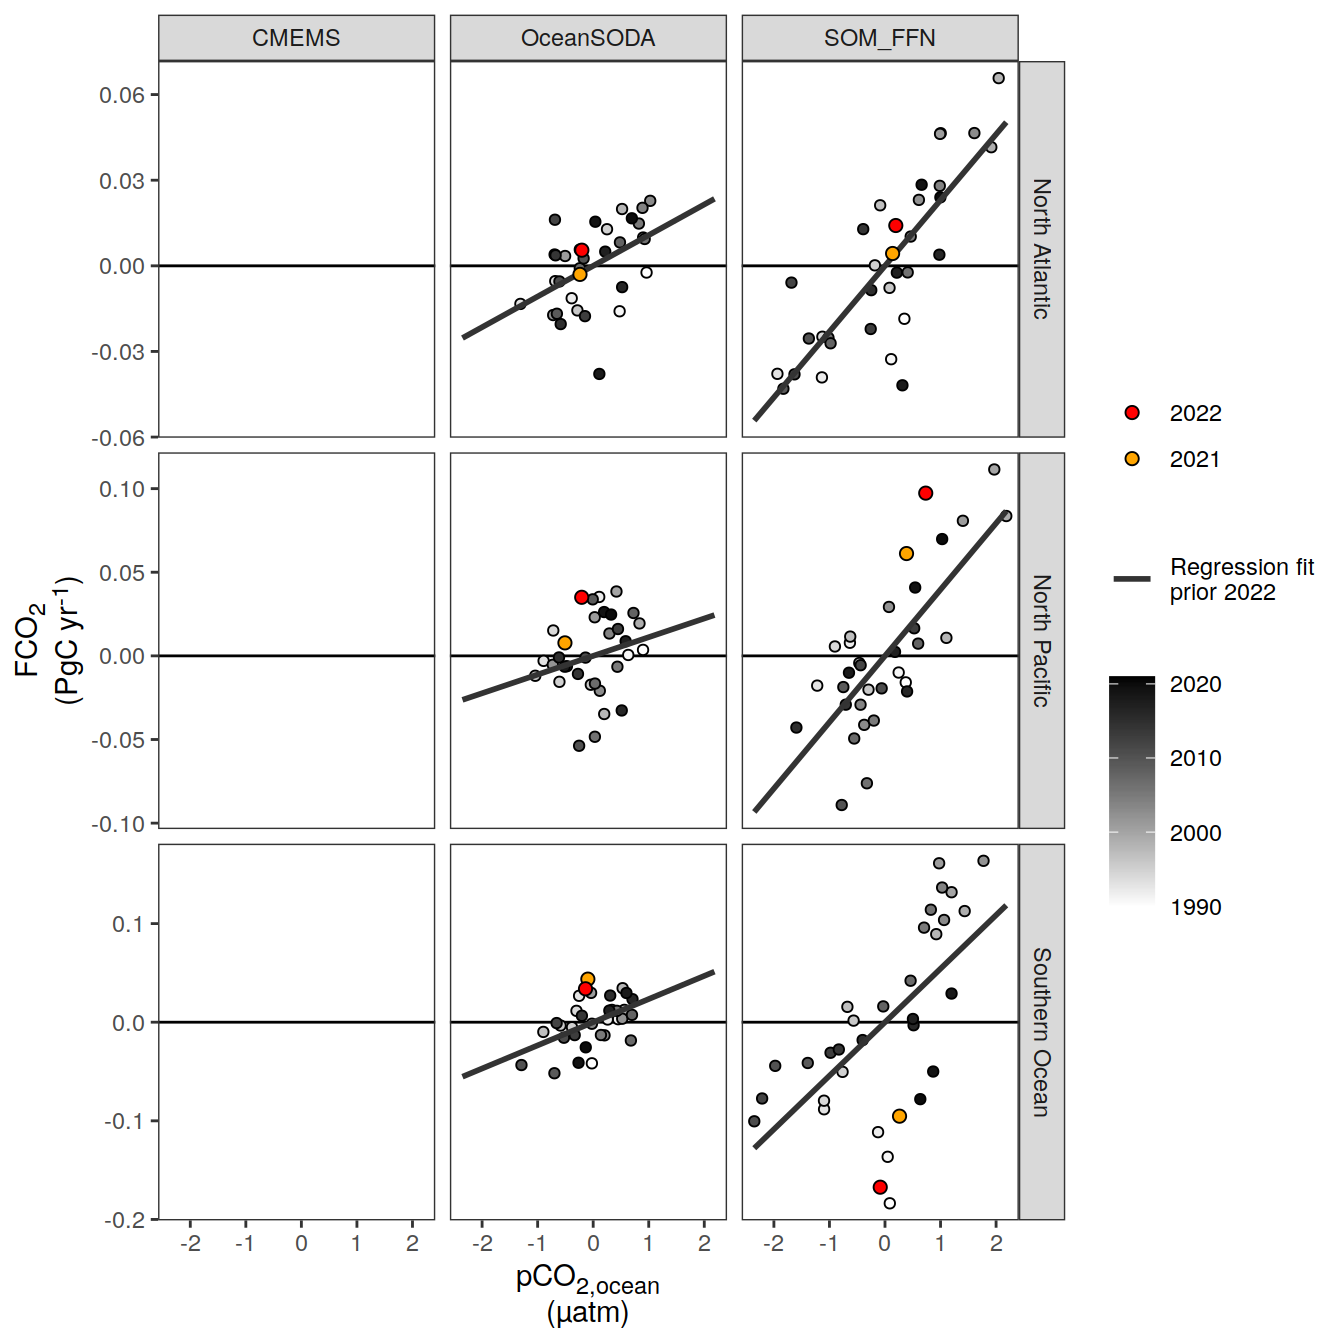 CMEMS OceanSODA SOM_FFN
0.06
0.03
0.00
-0.03
-0.06
North Atlantic
0.10
0.05
0.00
-0.05
-0.10
North Pacific
0.1
0.0
-0.1
-0.2
Southern Ocean
FCO2
(PgC yr-1)
-2 -1 0 1 2 -2 -1 0 1 2 -2 -1 0 1 2
pCO2,ocean
(µatm)
2022
2021
Regression fit
prior 2022
2020
2010
2000
1990